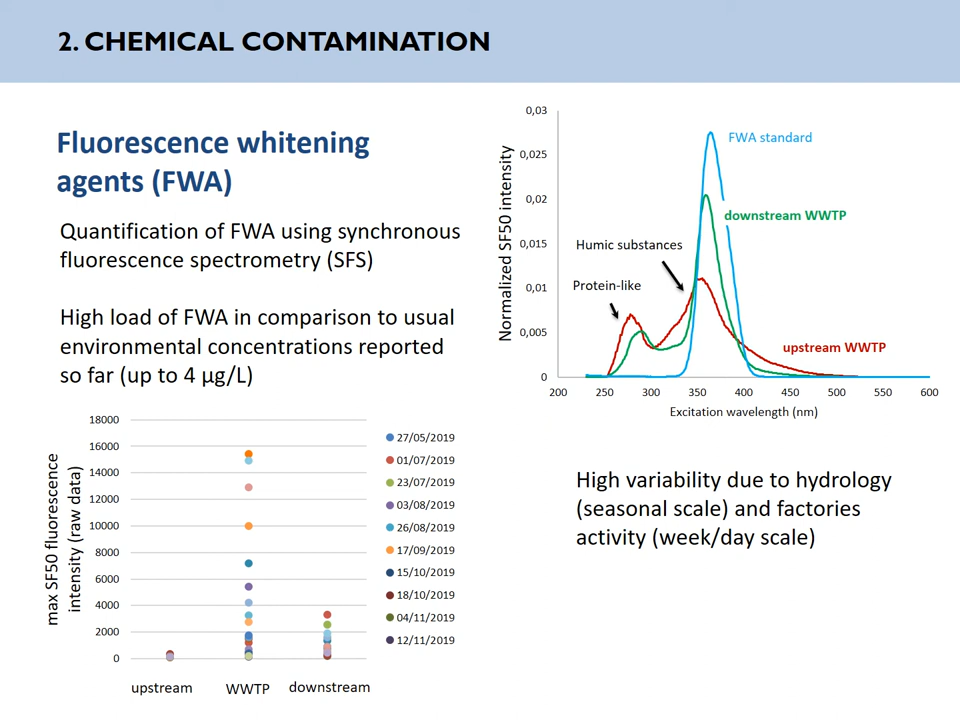 2. CHEMICAL CONTAMINATION
Fluorescence whitening
agents (FWA)
Quantification of FWA using synchronous
fluorescence spectrometry (SFS)
High load of FWA in comparison to usual
environmental concentrations reported
so far (up to 4 µg/L)
max SF50 fluorescence
intensity (raw data)
18000
16000
14000
12000
10000
8000
6000
4000
2000
0
upstream
WWTP
downstream
27/05/2019
01/07/2019
23/07/2019
03/08/2019
26/08/2019
17/09/2019
15/10/2019
18/10/2019
04/11/2019
12/11/2019
Normalized SF50 intensity
0,03
0,025
0,02
0,015
0,01
0,005
0
FWA standard
downstream WWTP
Humic substances
Protein-like
upstream WWTP
200 250 300 350 400 450 500 550 600
Excitation wavelength (nm)
High variability due to hydrology
(seasonal scale) and factories
activity (week/day scale)